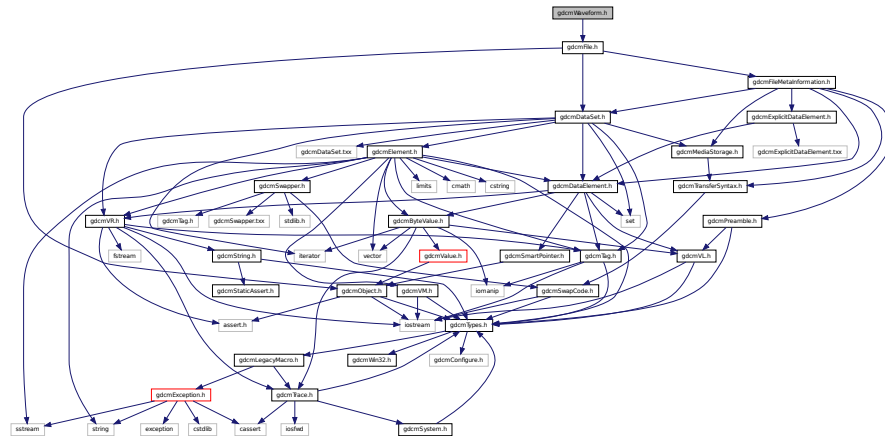 gdcmWaveform.h
gdcmFile.h
gdcmFileMetaInformation.h
gdcmDataSet.h
gdcmExplicitDataElement.h
gdcmDataSet.txx
gdcmElement.h
gdcmMediaStorage.h
gdcmExplicitDataElement.txx
gdcmSwapper.h
limits
cmath
cstring
gdcmDataElement.h
gdcmTransferSyntax.h
gdcmVR.h
gdcmTag.h
gdcmSwapper.txx
stdlib.h
gdcmByteValue.h
set
gdcmPreamble.h
fstream
gdcmString.h
iterator
vector
gdcmValue.h
gdcmSmartPointer.h
gdcmTag.h
gdcmVL.h
gdcmStaticAssert.h
gdcmObject.h
gdcmVM.h
iomanip
gdcmSwapCode.h
assert.h
iostream
gdcmTypes.h
gdcmLegacyMacro.h
gdcmWin32.h
gdcmConfigure.h
gdcmException.h
gdcmTrace.h
sstream
string
exception
cstdlib
cassert
iosfwd
gdcmSystem.h